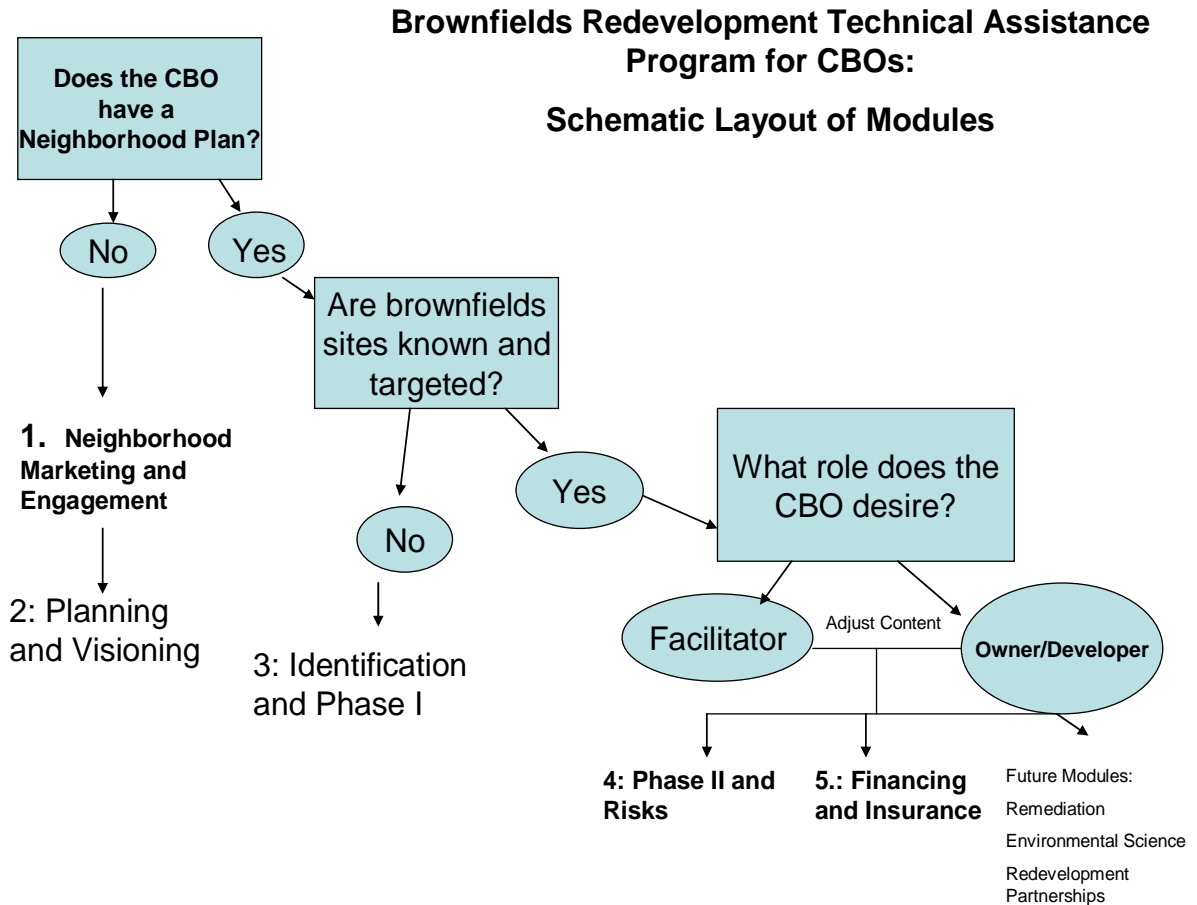 Brownfields Redevelopment Technical Assistance
Program for CBOs:
Schematic Layout of Modules
Does the CBO
have a
Neighborhood Plan?
No
Yes
Are brownfields
sites known and
targeted?
1. Neighborhood
Marketing and
Engagement
2: Planning
and Visioning
No
Yes
3: Identification
and Phase I
What role does the
CBO desire?
Facilitator
Adjust Content
Owner/Developer
4: Phase II and
Risks
5.: Financing
and Insurance
Future Modules:
Remediation
Environmental Science
Redevelopment
Partnerships